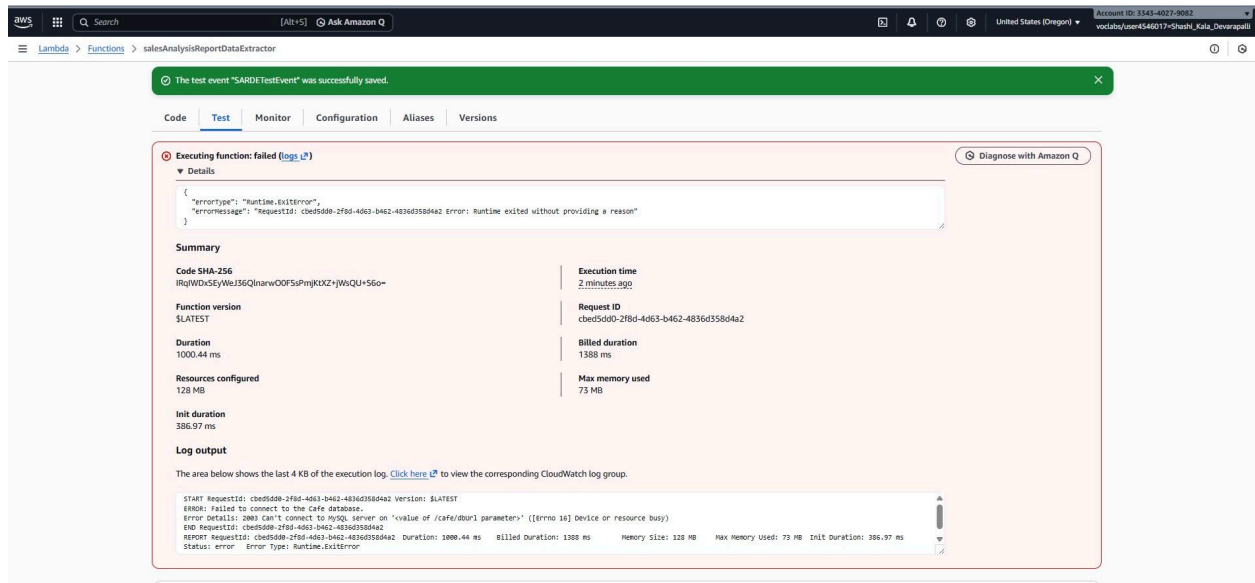 aws Search [Alt+S] Ask Amazon Q United States (Oregon) Account ID: 3343-4027-9082
voclabs/user4546017=Shashi_Kala_Devarapalli
Lambda > Functions > salesAnalysisReportDataExtractor
The test event "SARDETestEvent" was successfully saved.
Code Test Monitor Configuration Aliases Versions
Executing function: failed (logs) Diagnose with Amazon Q
Details
{
"errorType": "Runtime.ExitError",
"errorMessage": "RequestId: cbed5dd0-2f8d-4d63-b462-4836d358d4a2 Error: Runtime exited without providing a reason"
}
Summary
Code SHA-256
IRqIWDxSEyWeJ36QlnarwO0F5sPmjKtXZ+jWsQU+S6o=
Execution time
2 minutes ago
Function version
$LATEST
Request ID
cbed5dd0-2f8d-4d63-b462-4836d358d4a2
Duration
1000.44 ms
Billed duration
1388 ms
Resources configured
128 MB
Max memory used
73 MB
Init duration
386.97 ms
Log output
The area below shows the last 4 KB of the execution log. Click here to view the corresponding CloudWatch log group.
START RequestId: cbed5dd0-2f8d-4d63-b462-4836d358d4a2 Version: $LATEST
ERROR: Failed to connect to the Cafe database.
Error Details: 2003 Can't connect to MySQL server on '<value of /cafe/dbUrl parameter>' ([Errno 16] Device or resource busy)
END RequestId: cbed5dd0-2f8d-4d63-b462-4836d358d4a2
REPORT RequestId: cbed5dd0-2f8d-4d63-b462-4836d358d4a2 Duration: 1000.44 ms Billed Duration: 1388 ms Memory Size: 128 MB Max Memory Used: 73 MB Init Duration: 386.97 ms
Status: error Error Type: Runtime.ExitError